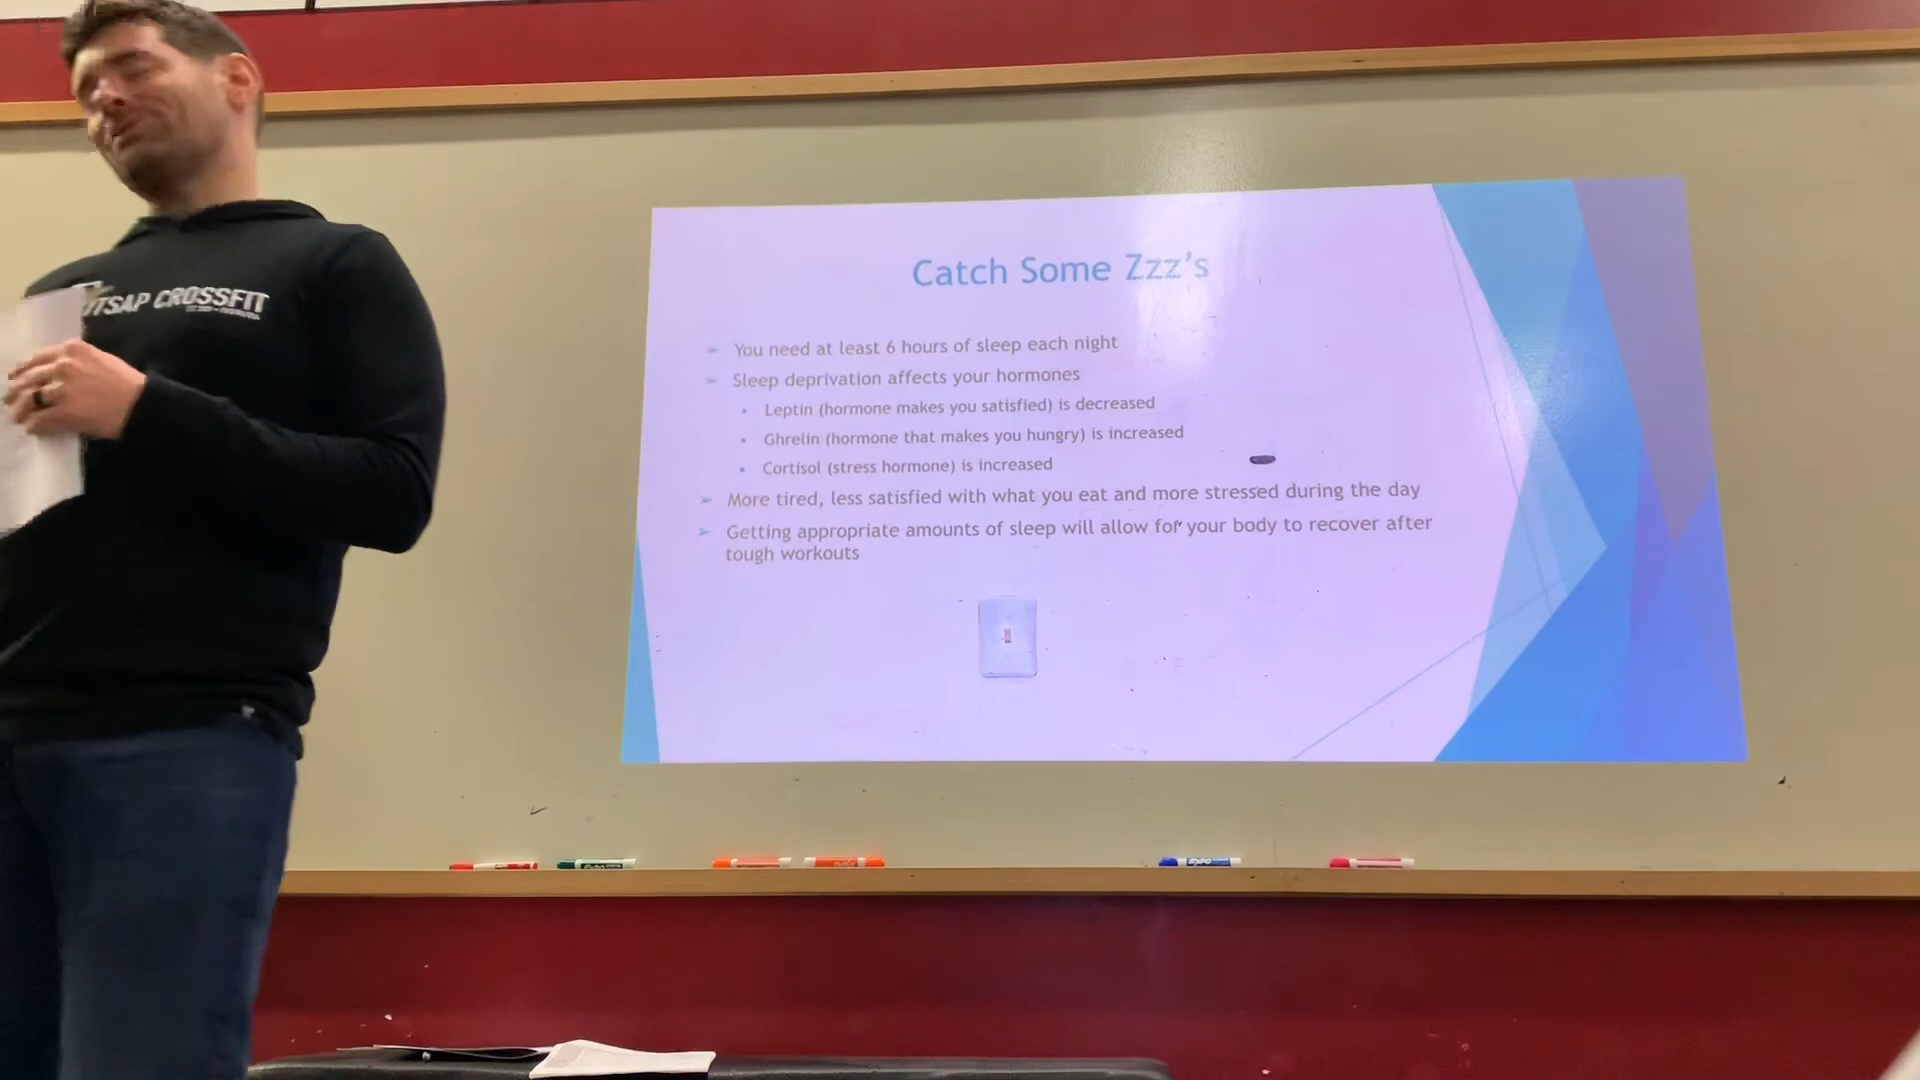 CROSSFIT
Catch Some Zzz's
You need at least 6 hours of sleep each night
Sleep deprivation affects your hormones
Leptin (hormone makes you satisfied) is decreased
Ghrelin (hormone that makes you hungry) is increased
Cortisol (stress hormone) is increased
More tired, less satisfied with what you eat and more stressed during the day
Getting appropriate amounts of sleep will allow for your body to recover after
tough workouts
EXPO